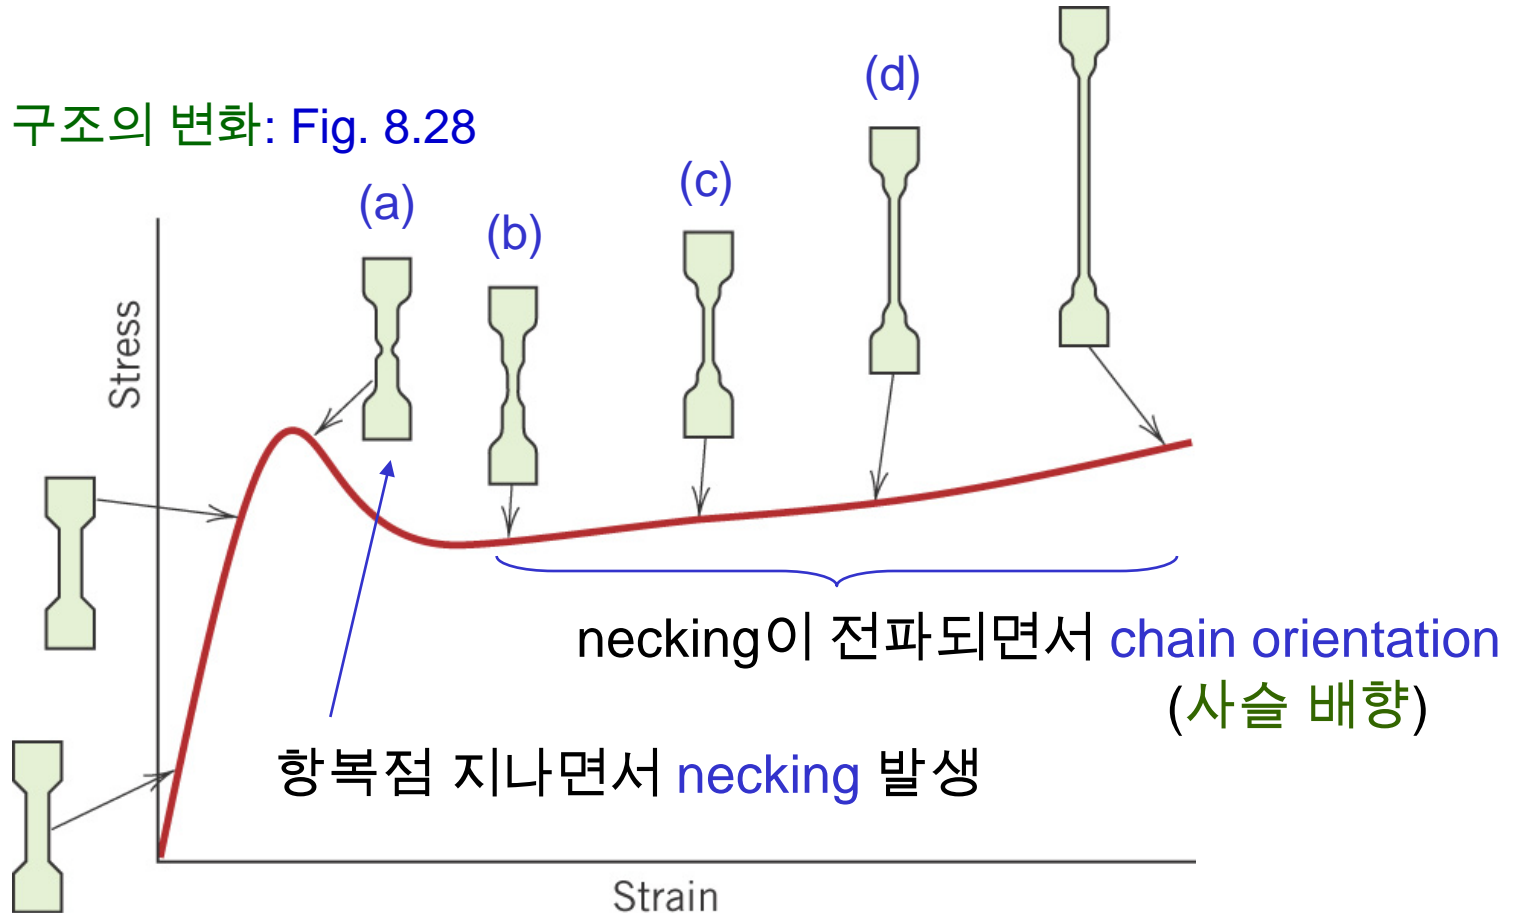 구조의 변화: Fig. 8.28
(a)
(b)
(c)
(d)
Stress
necking이 전파되면서 chain orientation
(사슬 배향)
항복점 지나면서 necking 발생
Strain